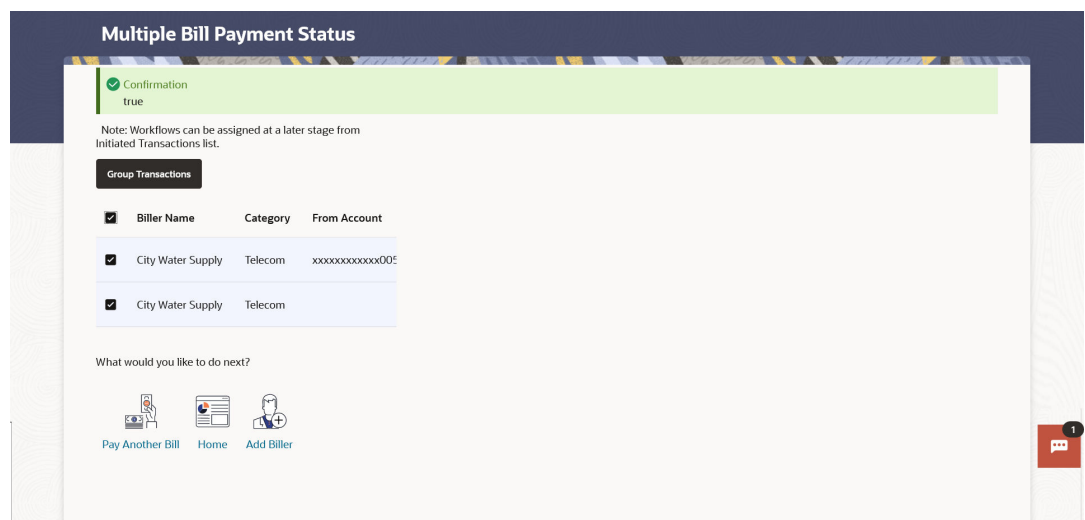 Multiple Bill Payment Status
Confirmation
true
Note: Workflows can be assigned at a later stage from
Initiated Transactions list.
Group Transactions
Biller Name Category From Account
City Water Supply Telecom xxxxxxxxxxxx005
City Water Supply Telecom
What would you like to do next?
Pay Another Bill Home Add Biller
1